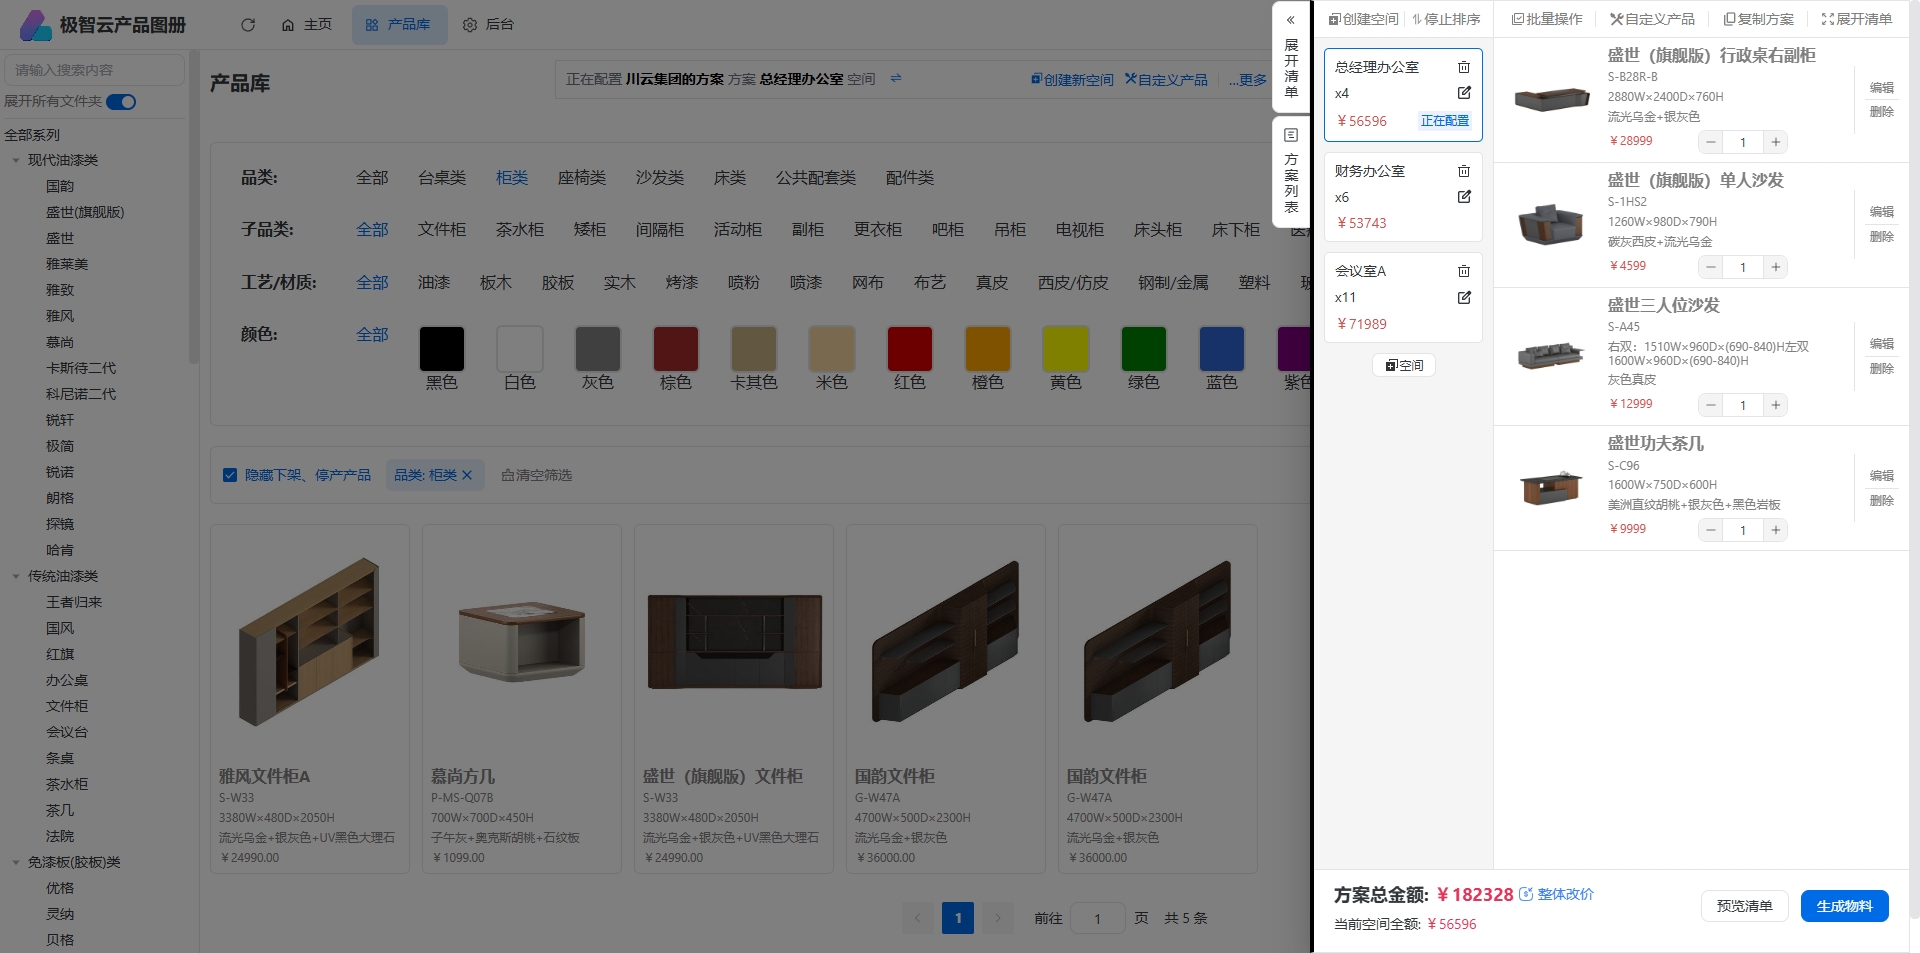 极智云产品图册
主页
产品库
后台
请输入搜索内容
展开所有文件夹
全部系列
现代油漆类
国韵
盛世(旗舰版)
盛世
雅莱美
雅致
雅风
慕尚
卡斯待二代
科尼诺二代
锐轩
极简
锐诺
朗格
探镜
哈肯
传统油漆类
王者归来
国风
红旗
办公桌
文件柜
会议台
条桌
茶水柜
茶几
法院
免漆板(胶板)类
优格
灵纳
贝格
产品库
正在配置 川云集团的方案 方案 总经理办公室 空间
创建新空间 自定义产品 ...更多
品类: 全部 台桌类 柜类 座椅类 沙发类 床类 公共配套类 配件类
子品类: 全部 文件柜 茶水柜 矮柜 间隔柜 活动柜 副柜 更衣柜 吧柜 吊柜 电视柜 床头柜 床下柜
工艺/材质: 全部 油漆 板木 胶板 实木 烤漆 喷粉 喷漆 网布 布艺 真皮 西皮/仿皮 钢制/金属 塑料
颜色: 全部
黑色 白色 灰色 棕色 卡其色 米色 红色 橙色 黄色 绿色 蓝色 紫色
隐藏下架、停产产品 品类: 柜类 清空筛选
雅风文件柜A
S-W33
3380W×480D×2050H
流光乌金+银灰色+UV黑色大理石
￥24990.00
慕尚方几
P-MS-Q07B
700W×700D×450H
子午灰+奥克斯胡桃+石纹板
￥1099.00
盛世（旗舰版）文件柜
S-W33
3380W×480D×2050H
流光乌金+银灰色+UV黑色大理石
￥24990.00
国韵文件柜
G-W47A
4700W×500D×2300H
流光乌金+银灰色
￥36000.00
国韵文件柜
G-W47A
4700W×500D×2300H
流光乌金+银灰色
￥36000.00
1 前往 1 页 共 5 条
«
展开清单
方案列表
创建空间 停止排序
总经理办公室
x4
￥56596 正在配置
财务办公室
x6
￥53743
会议室A
x11
￥71989
空间
批量操作 自定义产品 复制方案 展开清单
盛世（旗舰版）行政桌右副柜
S-B28R-B
2880W×2400D×760H
流光乌金+银灰色
￥28999
1
编辑
删除
盛世（旗舰版）单人沙发
S-1HS2
1260W×980D×790H
碳灰西皮+流光乌金
￥4599
1
编辑
删除
盛世三人位沙发
S-A45
右双：1510W×960D×(690-840)H左双
1600W×960D×(690-840)H
灰色真皮
￥12999
1
编辑
删除
盛世功夫茶几
S-C96
1600W×750D×600H
美洲直纹胡桃+银灰色+黑色岩板
￥9999
1
编辑
删除
方案总金额: ￥182328 整体改价
当前空间全额: ￥56596
预览清单
生成物料